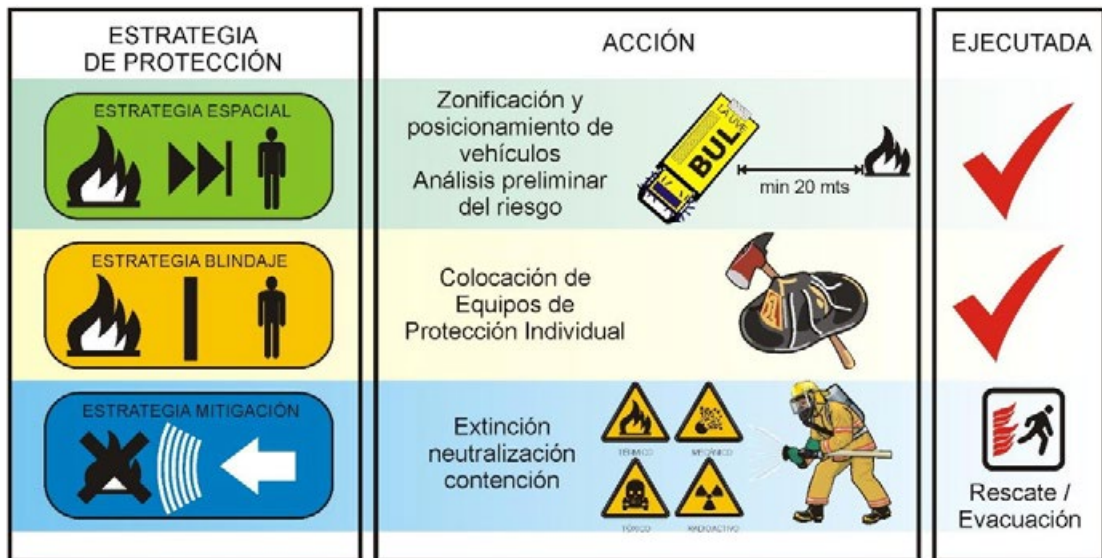 ESTRATEGIA
DE PROTECCIÓN
ACCIÓN
EJECUTADA
ESTRATEGIA ESPACIAL
Zonificación y
posicionamiento de
vehículos
Análisis preliminar
del riesgo
LA UVE
BUL
min 20 mts
ESTRATEGIA BLINDAJE
Colocación de
Equipos de
Protección Individual
ESTRATEGIA MITIGACIÓN
Extinción
neutralización
contención
TÉRMICO
MECÁNICO
TÓXICO
RADIOACTIVO
Rescate /
Evacuación